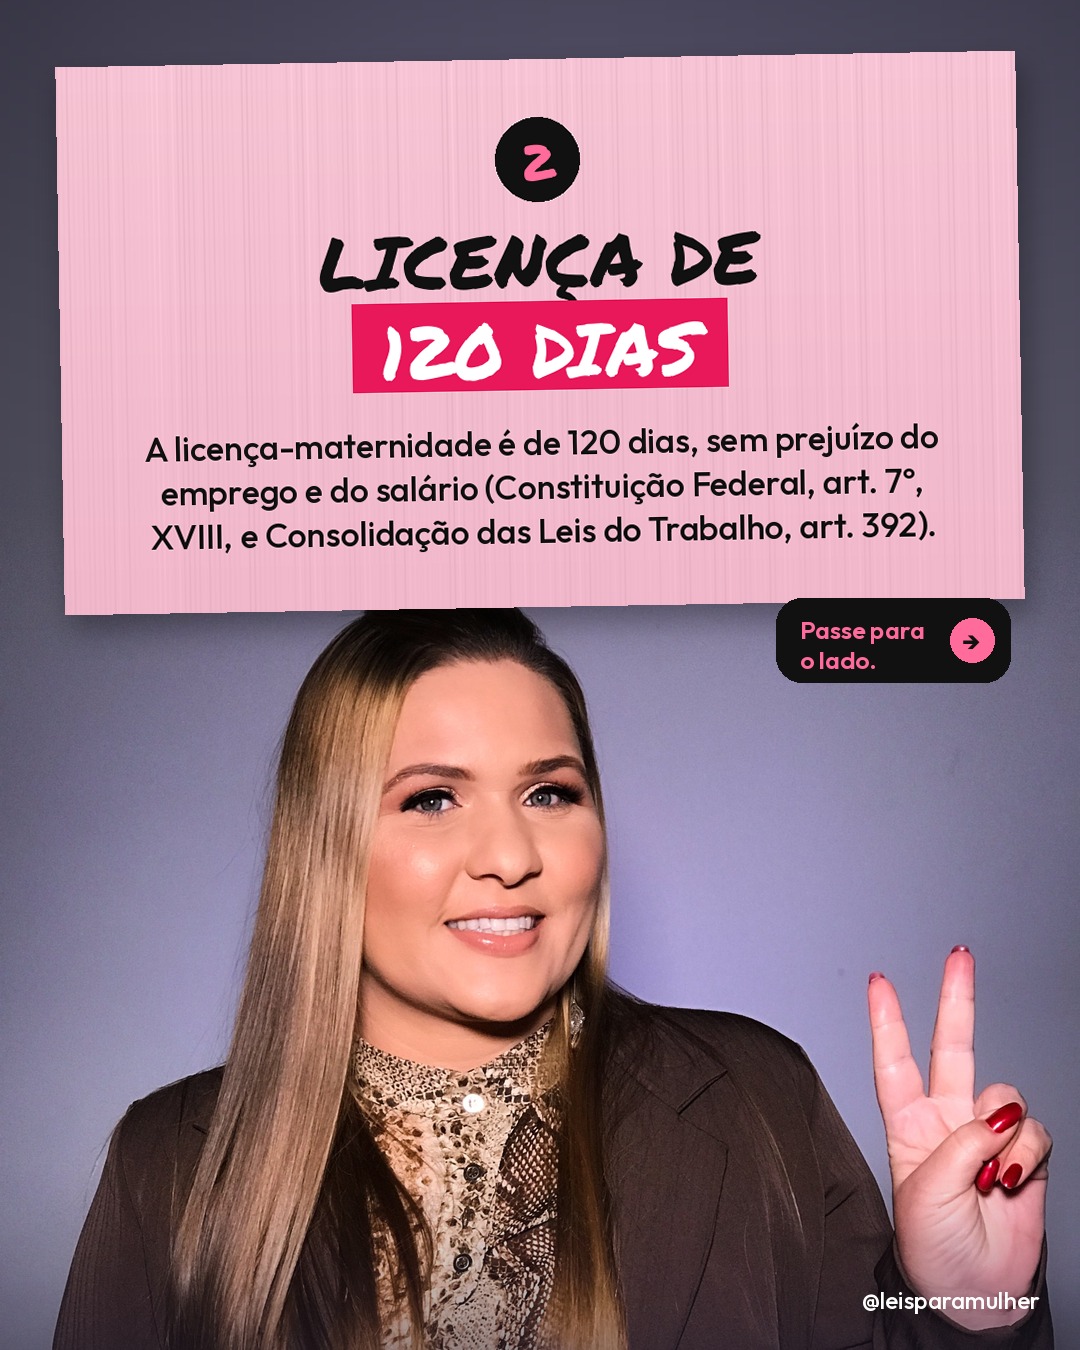 2
LICENÇA DE
120 DIAS
A licença-maternidade é de 120 dias, sem prejuízo do
emprego e do salário (Constituição Federal, art. 7º,
XVIII, e Consolidação das Leis do Trabalho, art. 392).
Passe para
o lado.
@leisparamulher